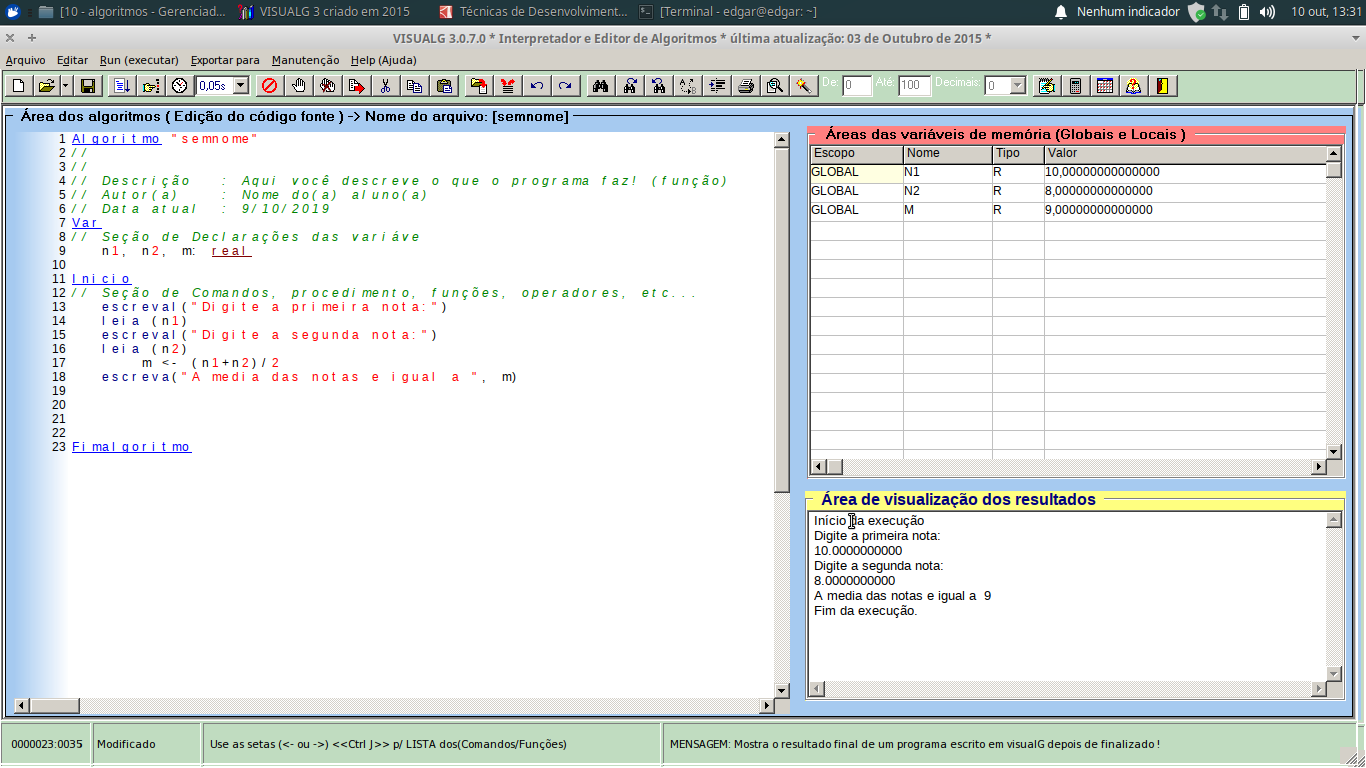 [10 - algoritmos - Gerenciad... VISUALG 3 criado em 2015 Técnicas de Desenvolviment... [Terminal - edgar@edgar: ~] Nenhum indicador 10 out, 13:31
VISUALG 3.0.7.0 * Interpretador e Editor de Algoritmos * última atualização: 03 de Outubro de 2015 *
Arquivo Editar Run (executar) Exportar para Manutenção Help (Ajuda)
0,05s De: 0 Até: 100 Decimais: 0
Área dos algoritmos ( Edição do código fonte ) -> Nome do arquivo: [semnome]
1 Algoritmo "semnome"
2 //
3 //
4 // Descrição : Aqui você descreve o que o programa faz! (função)
5 // Autor(a) : Nome do(a) aluno(a)
6 // Data atual : 9/10/2019
7 Var
8 // Seção de Declarações das variáve
9 n1, n2, m: real
10
11 Inicio
12 // Seção de Comandos, procedimento, funções, operadores, etc...
13 escreval("Digite a primeira nota:")
14 leia (n1)
15 escreval("Digite a segunda nota:")
16 leia (n2)
17 m <- (n1+n2)/2
18 escreva("A media das notas e igual a ", m)
19
20
21
22
23 Fimalgoritmo
Áreas das variáveis de memória (Globais e Locais )
Escopo Nome Tipo Valor
GLOBAL N1 R 10,00000000000000
GLOBAL N2 R 8,00000000000000
GLOBAL M R 9,00000000000000
Área de visualização dos resultados
Início da execução
Digite a primeira nota:
10.0000000000
Digite a segunda nota:
8.0000000000
A media das notas e igual a 9
Fim da execução.
0000023:0035 Modificado Use as setas (<- ou ->) <<Ctrl J>> p/ LISTA dos(Comandos/Funções) MENSAGEM: Mostra o resultado final de um programa escrito em visualG depois de finalizado !